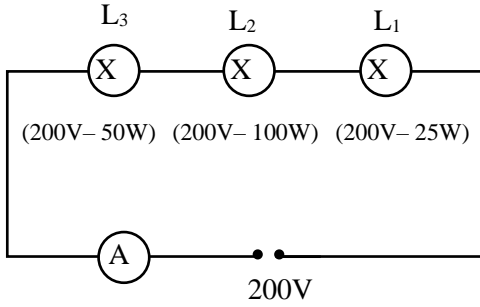 L₃ L₂ L₁
X X X
(200V– 50W) (200V– 100W) (200V– 25W)
A
200V